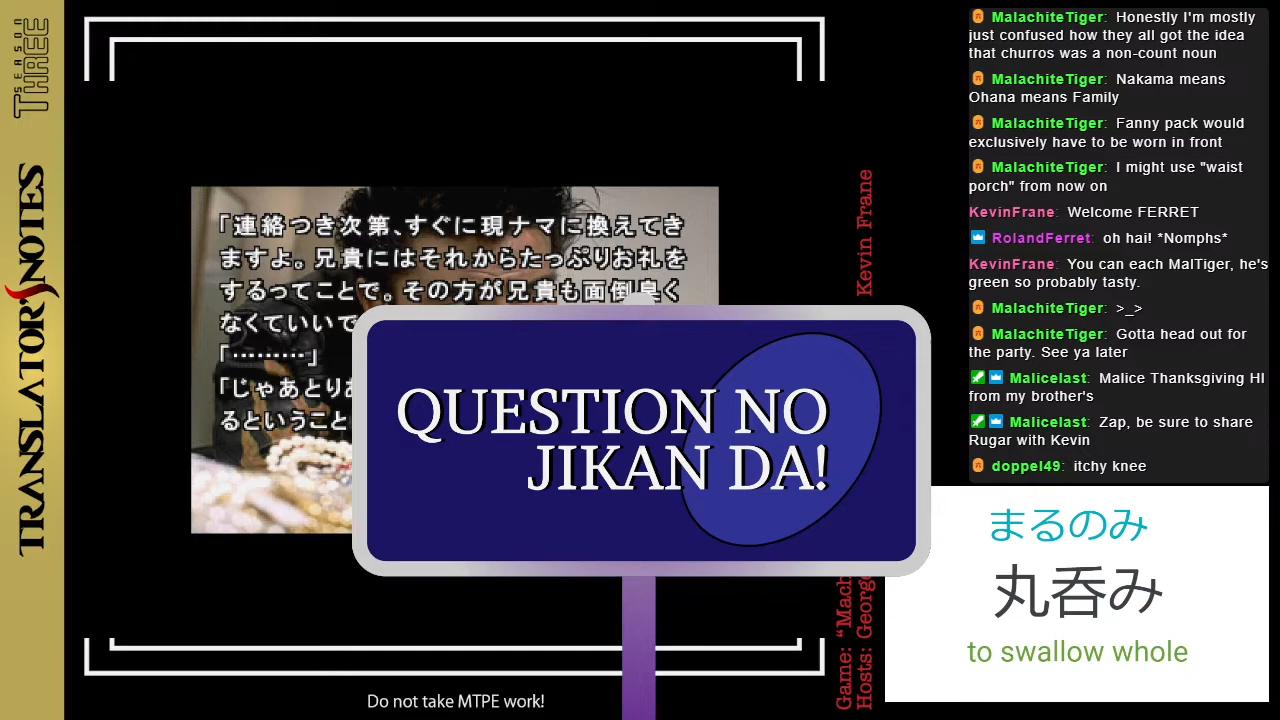 SEASON
THREE
TRANSLATOR'S NOTES
「連絡つき次第、すぐに現ナマに換えてき
ますよ。兄貴にはそれからたっぷりお礼を
するってことで。その方が兄貴も面倒臭く
なくていいで
「………」
「じゃあとりあ
るということ
QUESTION NO
JIKAN DA!
Do not take MTPE work!
Game: “Mach
Hosts: George
Kevin Frane
MalachiteTiger: Honestly I'm mostly
just confused how they all got the idea
that churros was a non-count noun
MalachiteTiger: Nakama means
Ohana means Family
MalachiteTiger: Fanny pack would
exclusively have to be worn in front
MalachiteTiger: I might use "waist
porch" from now on
KevinFrane: Welcome FERRET
RolandFerret: oh hai! *Nomphs*
KevinFrane: You can each MalTiger, he's
green so probably tasty.
MalachiteTiger: >_>
MalachiteTiger: Gotta head out for
the party. See ya later
Malicelast: Malice Thanksgiving HI
from my brother's
Malicelast: Zap, be sure to share
Rugar with Kevin
doppel49: itchy knee
まるのみ
丸呑み
to swallow whole